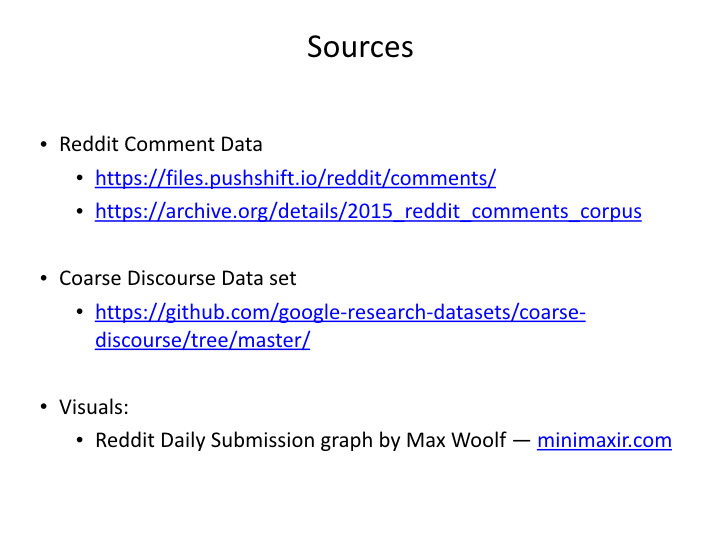 Sources
• Reddit Comment Data
• https://files.pushshift.io/reddit/comments/
• https://archive.org/details/2015_reddit_comments_corpus
• Coarse Discourse Data set
• https://github.com/google-research-datasets/coarse-
discourse/tree/master/
• Visuals:
• Reddit Daily Submission graph by Max Woolf — minimaxir.com